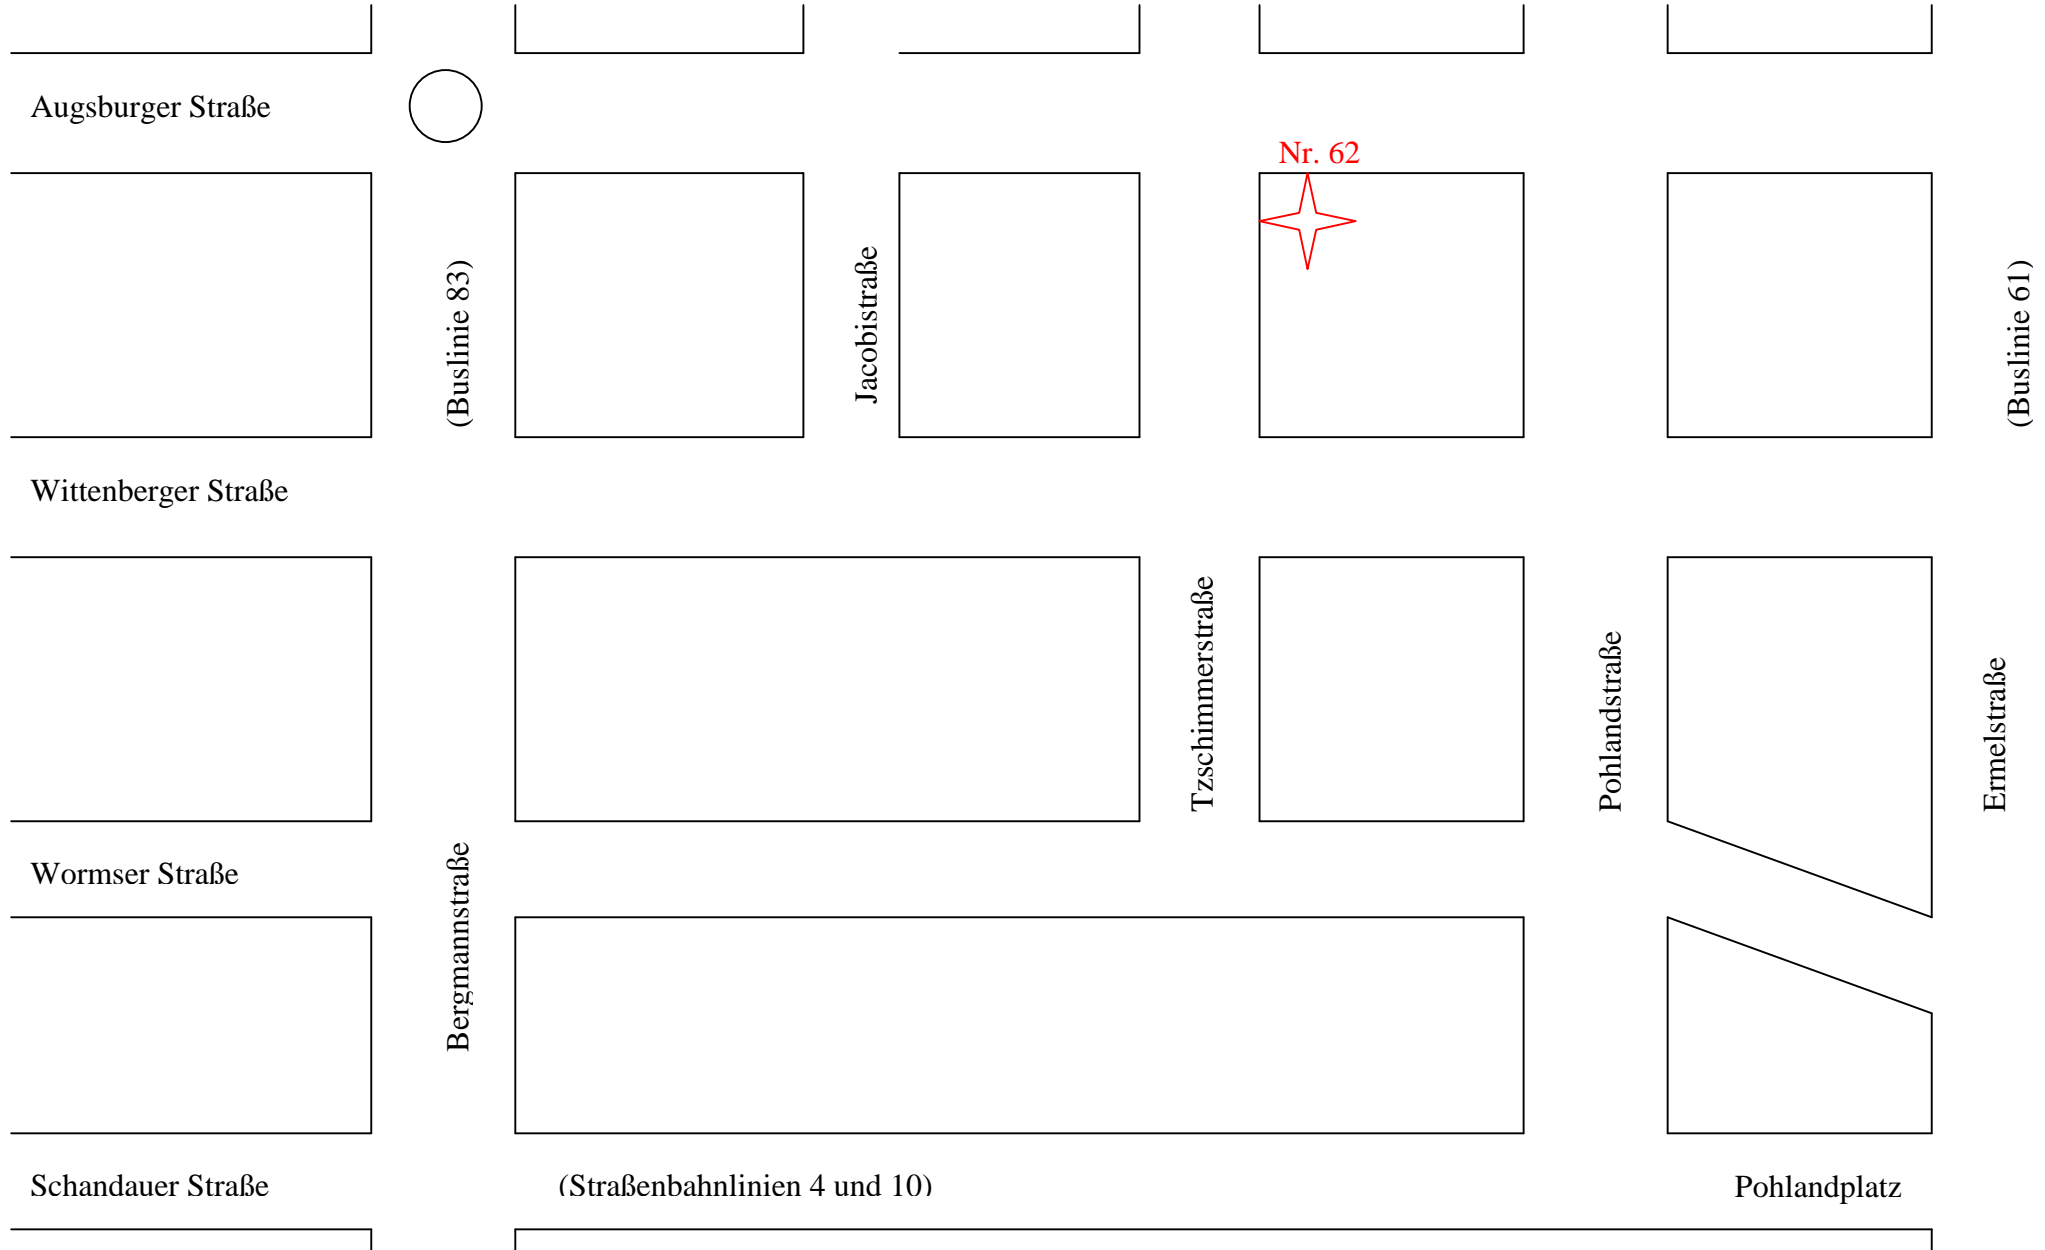 Augsburger Straße
Nr. 62
(Buslinie 83)
Jacobistraße
(Buslinie 61)
Wittenberger Straße
Tzschimmerstraße
Pohlandstraße
Ermelstraße
Wormser Straße
Bergmannstraße
Schandauer Straße
(Straßenbahnlinien 4 und 10)
Pohlandplatz